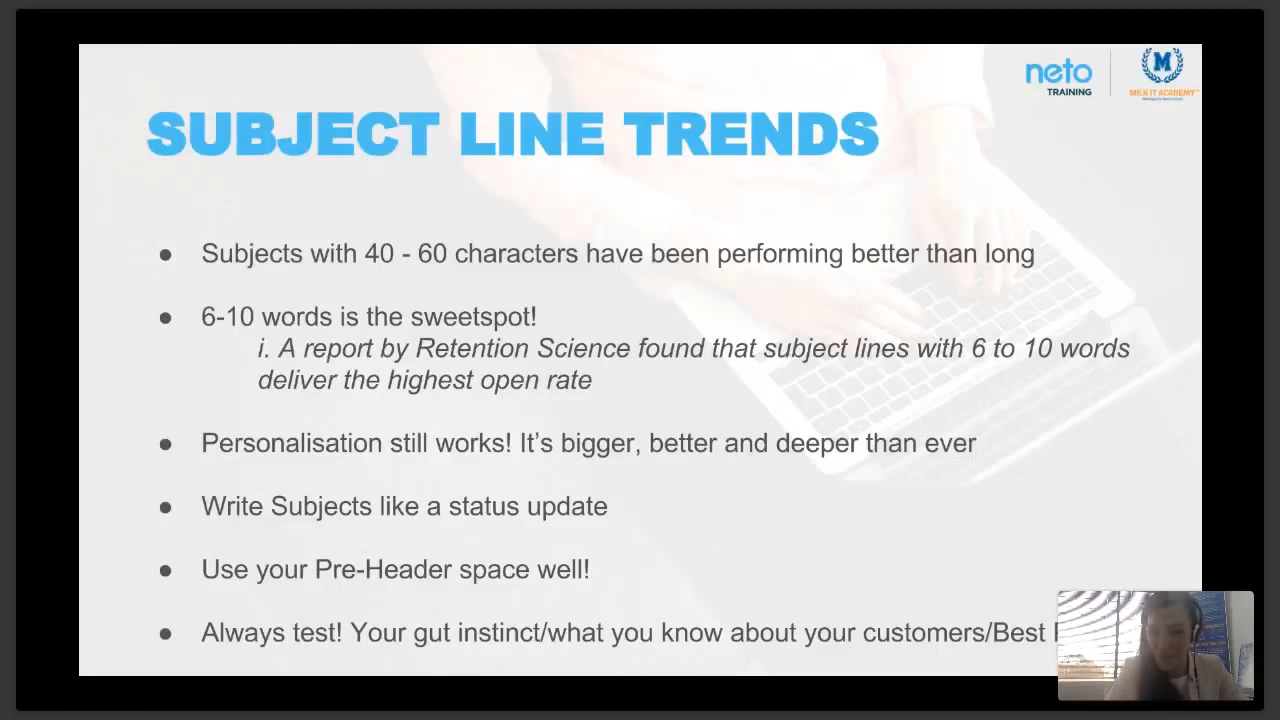 neto
TRAINING
MILK IT ACADEMY
SUBJECT LINE TRENDS
● Subjects with 40 - 60 characters have been performing better than long
● 6-10 words is the sweetspot!
i. A report by Retention Science found that subject lines with 6 to 10 words
deliver the highest open rate
● Personalisation still works! It’s bigger, better and deeper than ever
● Write Subjects like a status update
● Use your Pre-Header space well!
● Always test! Your gut instinct/what you know about your customers/Best